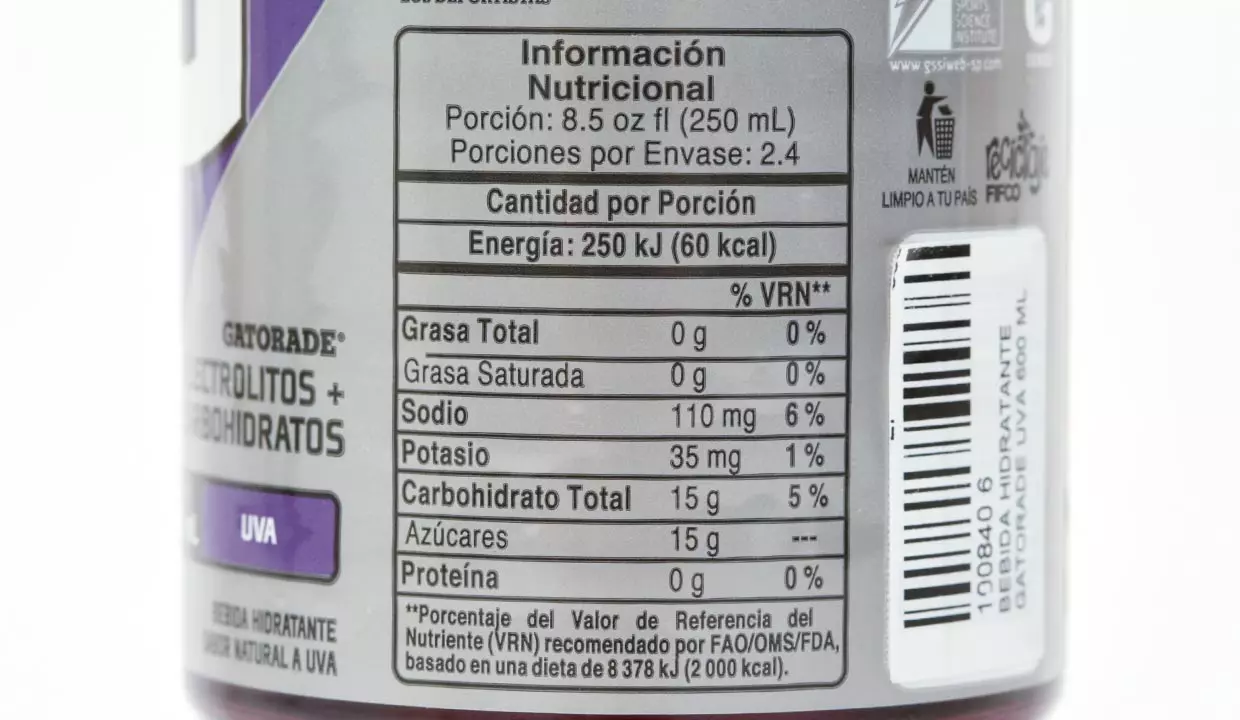 GATORADE®
UVA
BEBIDA HIDRATANTE
NATURAL A UVA
Información
Nutricional
Porción: 8.5 oz fl (250 mL)
Porciones por Envase: 2.4
Cantidad por Porción
Energía: 250 kJ (60 kcal)
% VRN**
Grasa Total 0 g 0 %
Grasa Saturada 0 g 0 %
Sodio 110 mg 6 %
Potasio 35 mg 1 %
Carbohidrato Total 15 g 5 %
Azúcares 15 g ---
Proteína 0 g 0 %
**Porcentaje del Valor de Referencia del
Nutriente (VRN) recomendado por FAO/OMS/FDA,
basado en una dieta de 8 378 kJ (2 000 kcal).
SPORTS
SCIENCE
INSTITUTE
G
www.gssiweb-sp.com
MANTÉN
LIMPIO A TU PAÍS
FIFCO
100840 6
BEBIDA HIDRATANTE
GATORADE UVA 600 ML